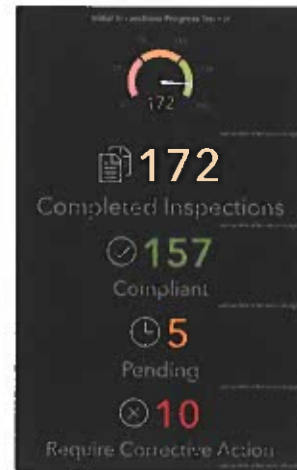 172
172
Completed Inspections
157
Compliant
5
Pending
10
Require Corrective Action